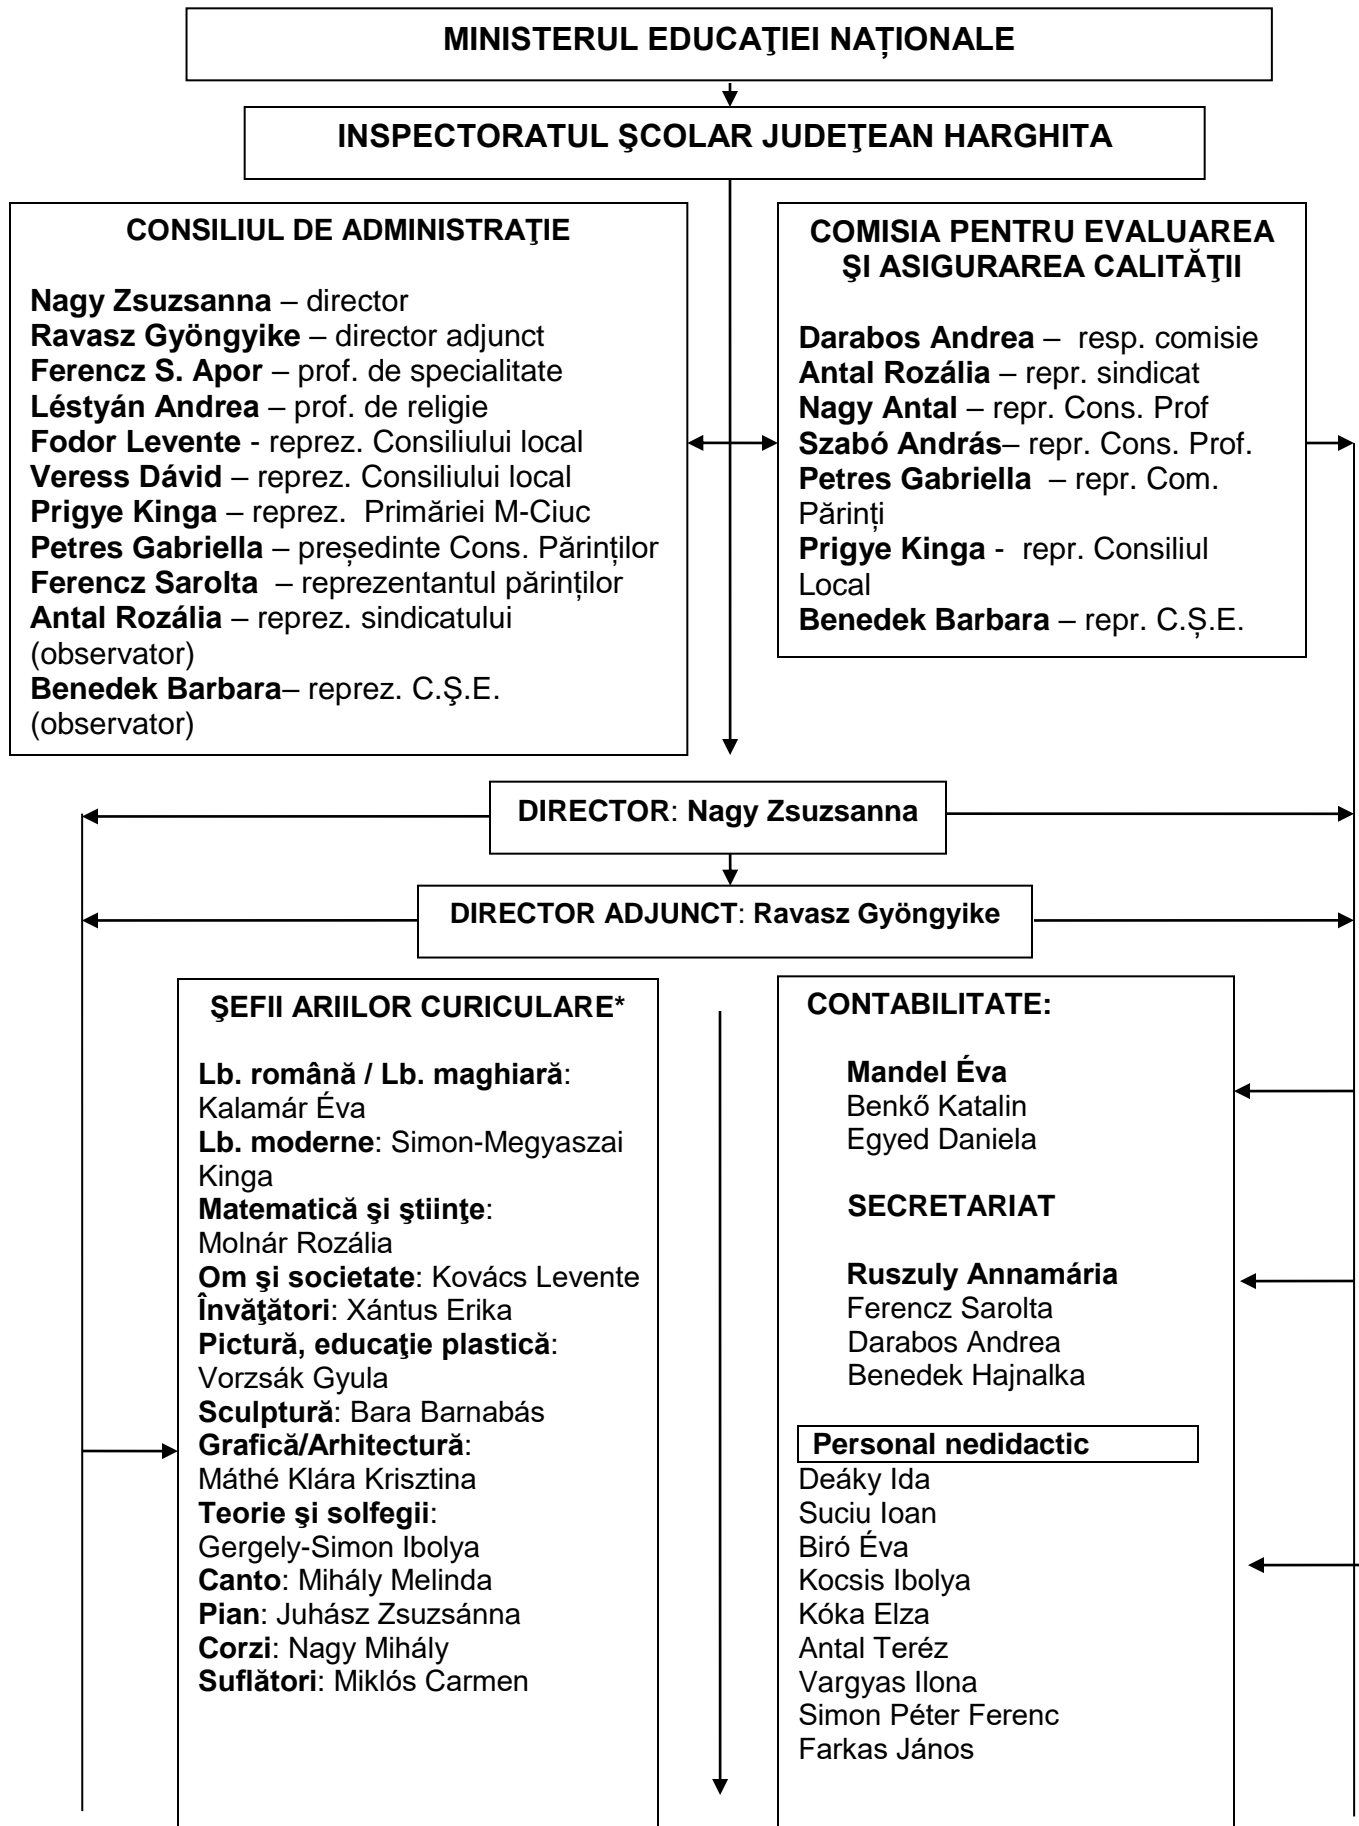 MINISTERUL EDUCAŢIEI NAȚIONALE
INSPECTORATUL ŞCOLAR JUDEŢEAN HARGHITA
CONSILIUL DE ADMINISTRAŢIE
Nagy Zsuzsanna – director
Ravasz Gyöngyike – director adjunct
Ferencz S. Apor – prof. de specialitate
Léstyán Andrea – prof. de religie
Fodor Levente - reprez. Consiliului local
Veress Dávid – reprez. Consiliului local
Prigye Kinga – reprez. Primăriei M-Ciuc
Petres Gabriella – președinte Cons. Părinților
Ferencz Sarolta – reprezentantul părinților
Antal Rozália – reprez. sindicatului
(observator)
Benedek Barbara– reprez. C.Ş.E.
(observator)
COMISIA PENTRU EVALUAREA
ŞI ASIGURAREA CALITĂŢII
Darabos Andrea – resp. comisie
Antal Rozália – repr. sindicat
Nagy Antal – repr. Cons. Prof
Szabó András– repr. Cons. Prof.
Petres Gabriella – repr. Com.
Părinți
Prigye Kinga - repr. Consiliul
Local
Benedek Barbara – repr. C.Ș.E.
DIRECTOR: Nagy Zsuzsanna
DIRECTOR ADJUNCT: Ravasz Gyöngyike
ŞEFII ARIILOR CURICULARE*
Lb. română / Lb. maghiară:
Kalamár Éva
Lb. moderne: Simon-Megyaszai
Kinga
Matematică şi ştiinţe:
Molnár Rozália
Om şi societate: Kovács Levente
Învăţători: Xántus Erika
Pictură, educaţie plastică:
Vorzsák Gyula
Sculptură: Bara Barnabás
Grafică/Arhitectură:
Máthé Klára Krisztina
Teorie şi solfegii:
Gergely-Simon Ibolya
Canto: Mihály Melinda
Pian: Juhász Zsuzsánna
Corzi: Nagy Mihály
Suflători: Miklós Carmen
CONTABILITATE:
Mandel Éva
Benkő Katalin
Egyed Daniela
SECRETARIAT
Ruszuly Annamária
Ferencz Sarolta
Darabos Andrea
Benedek Hajnalka
Personal nedidactic
Deáky Ida
Suciu Ioan
Biró Éva
Kocsis Ibolya
Kóka Elza
Antal Teréz
Vargyas Ilona
Simon Péter Ferenc
Farkas János